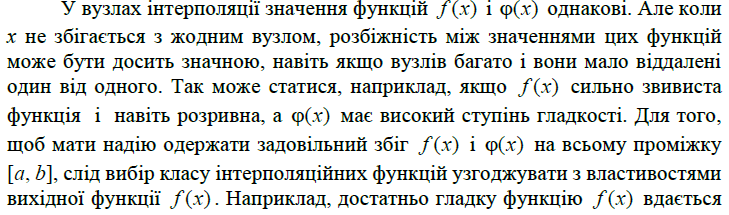 У вузлах інтерполяції значення функцій f(x) і φ(x) однакові. Але коли
x не збігається з жодним вузлом, розбіжність між значеннями цих функцій
може бути досить значною, навіть якщо вузлів багато і вони мало віддалені
один від одного. Так може статися, наприклад, якщо f(x) сильно звивиста
функція і навіть розривна, а φ(x) має високий ступінь гладкості. Для того,
щоб мати надію одержати задовільний збіг f(x) і φ(x) на всьому проміжку
[a, b], слід вибір класу інтерполяційних функцій узгоджувати з властивостями
вихідної функції f(x). Наприклад, достатньо гладку функцію f(x) вдається